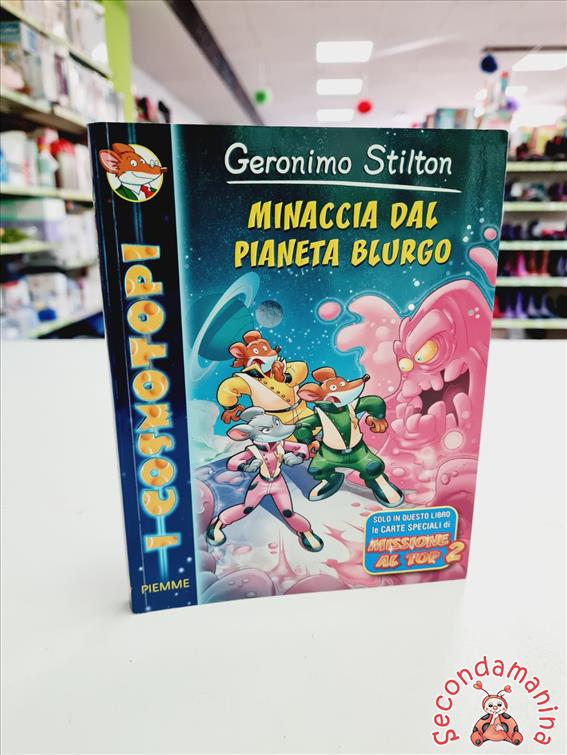 Geronimo Stilton
MINACCIA DAL
PIANETA BLURGO
I COSMOTOPI
SOLO IN QUESTO LIBRO
le CARTE SPECIALI di
MISSIONE
AL TOP 2
PIEMME
Secondamanina